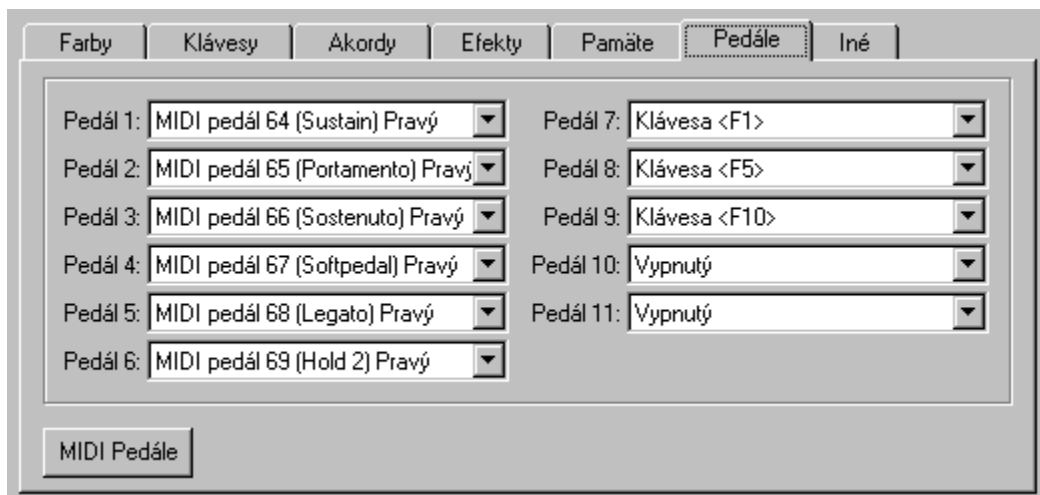 Farby Klávesy Akordy Efekty Pamäte Pedále Iné
Pedál 1: MIDI pedál 64 (Sustain) Pravý Pedál 7: Klávesa <F1>
Pedál 2: MIDI pedál 65 (Portamento) Pravý Pedál 8: Klávesa <F5>
Pedál 3: MIDI pedál 66 (Sostenuto) Pravý Pedál 9: Klávesa <F10>
Pedál 4: MIDI pedál 67 (Softpedal) Pravý Pedál 10: Vypnutý
Pedál 5: MIDI pedál 68 (Legato) Pravý Pedál 11: Vypnutý
Pedál 6: MIDI pedál 69 (Hold 2) Pravý
MIDI Pedále